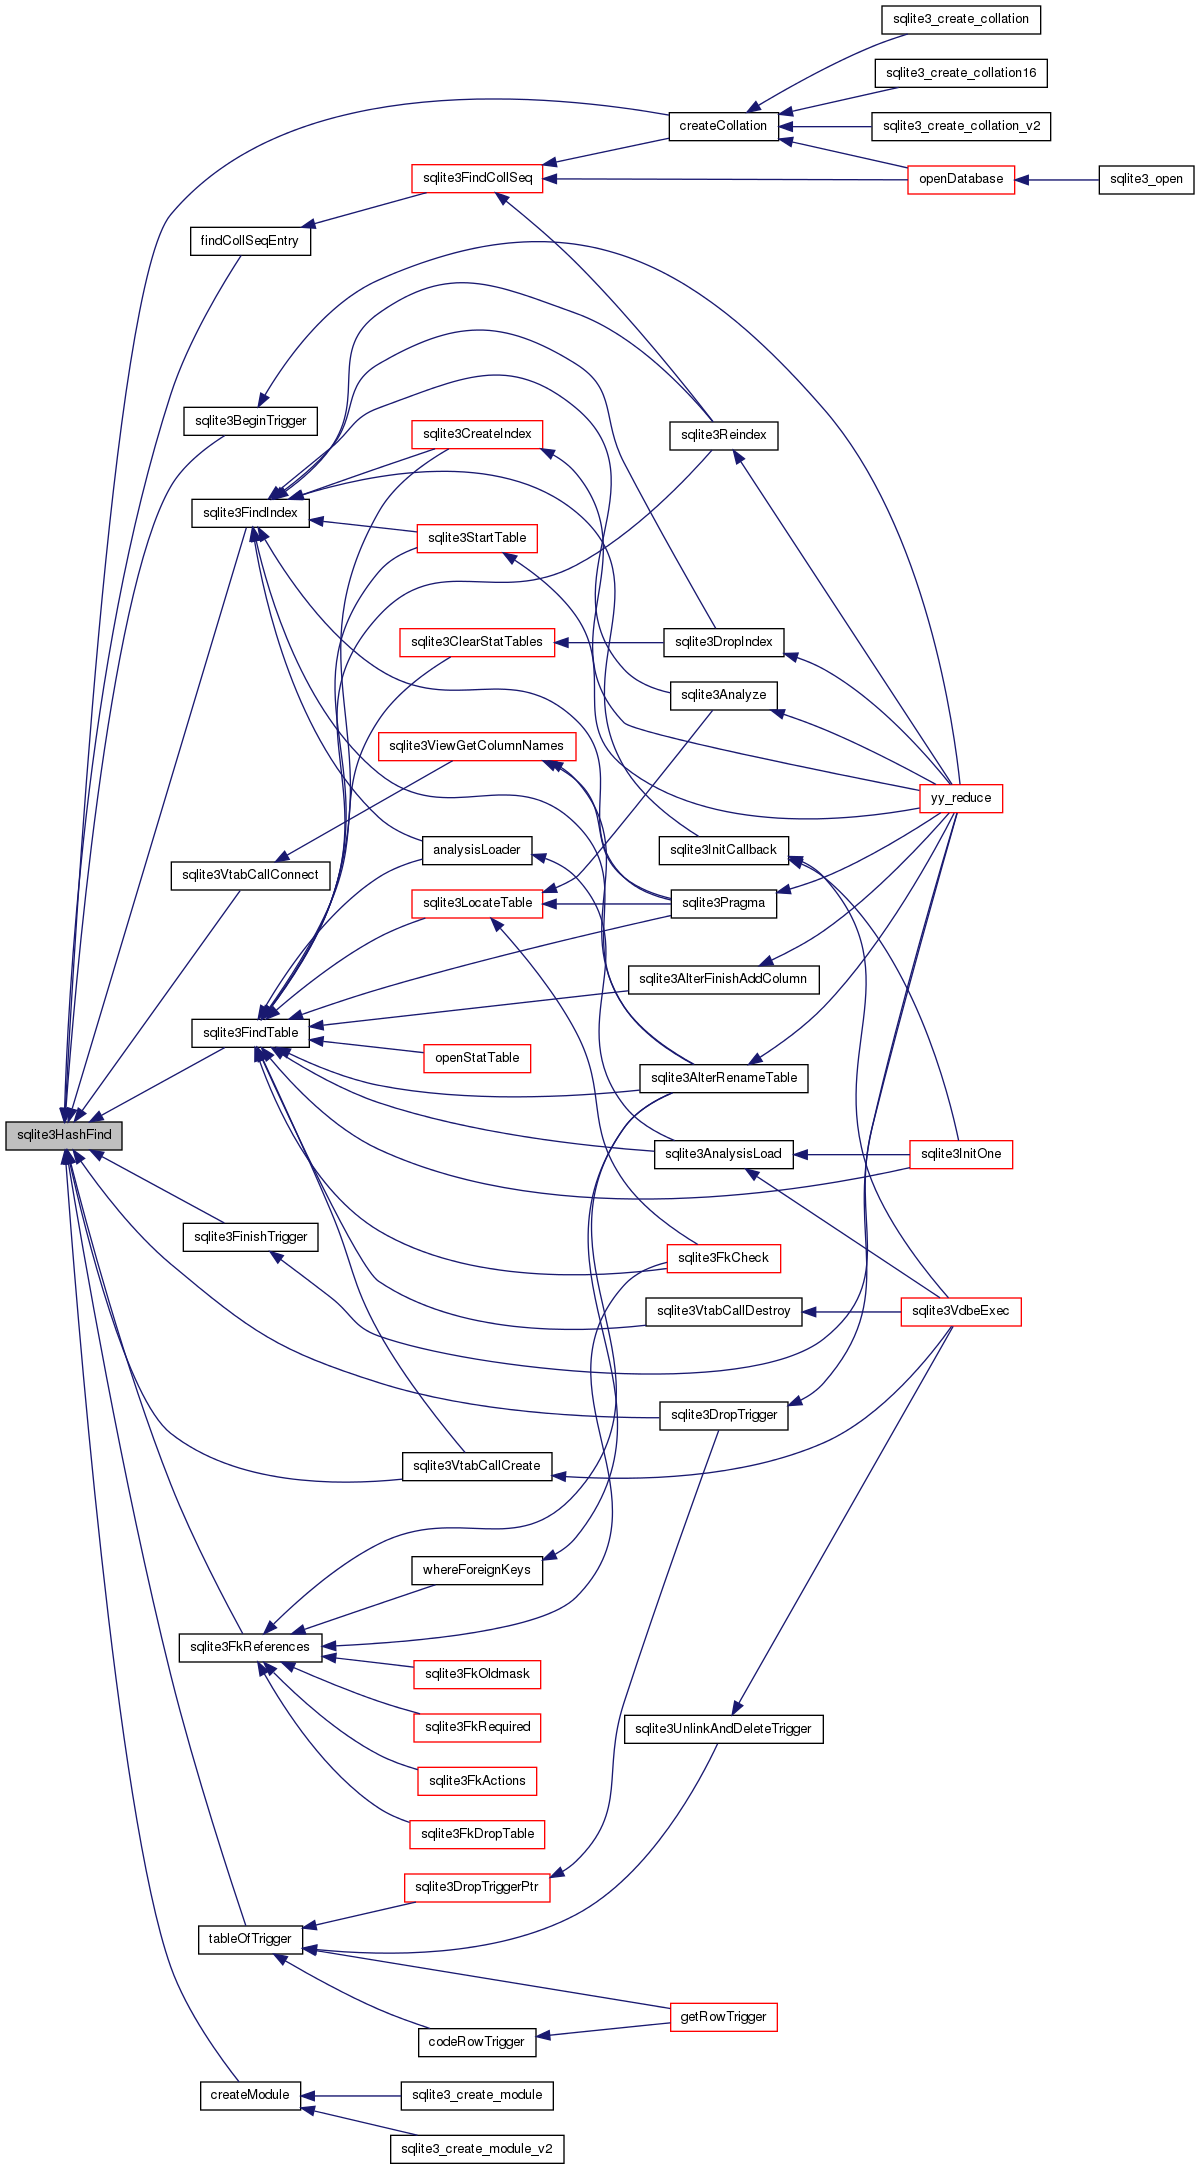 sqlite3_create_collation
sqlite3_create_collation16
createCollation
sqlite3_create_collation_v2
sqlite3FindCollSeq
openDatabase
sqlite3_open
findCollSeqEntry
sqlite3BeginTrigger
sqlite3CreateIndex
sqlite3Reindex
sqlite3FindIndex
sqlite3StartTable
sqlite3ClearStatTables
sqlite3DropIndex
sqlite3Analyze
sqlite3ViewGetColumnNames
yy_reduce
analysisLoader
sqlite3InitCallback
sqlite3VtabCallConnect
sqlite3LocateTable
sqlite3Pragma
sqlite3AlterFinishAddColumn
sqlite3FindTable
openStatTable
sqlite3AlterRenameTable
sqlite3HashFind
sqlite3AnalysisLoad
sqlite3InitOne
sqlite3FinishTrigger
sqlite3FkCheck
sqlite3VtabCallDestroy
sqlite3VdbeExec
sqlite3DropTrigger
sqlite3VtabCallCreate
whereForeignKeys
sqlite3FkReferences
sqlite3FkOldmask
sqlite3FkRequired
sqlite3UnlinkAndDeleteTrigger
sqlite3FkActions
sqlite3FkDropTable
sqlite3DropTriggerPtr
tableOfTrigger
getRowTrigger
codeRowTrigger
createModule
sqlite3_create_module
sqlite3_create_module_v2